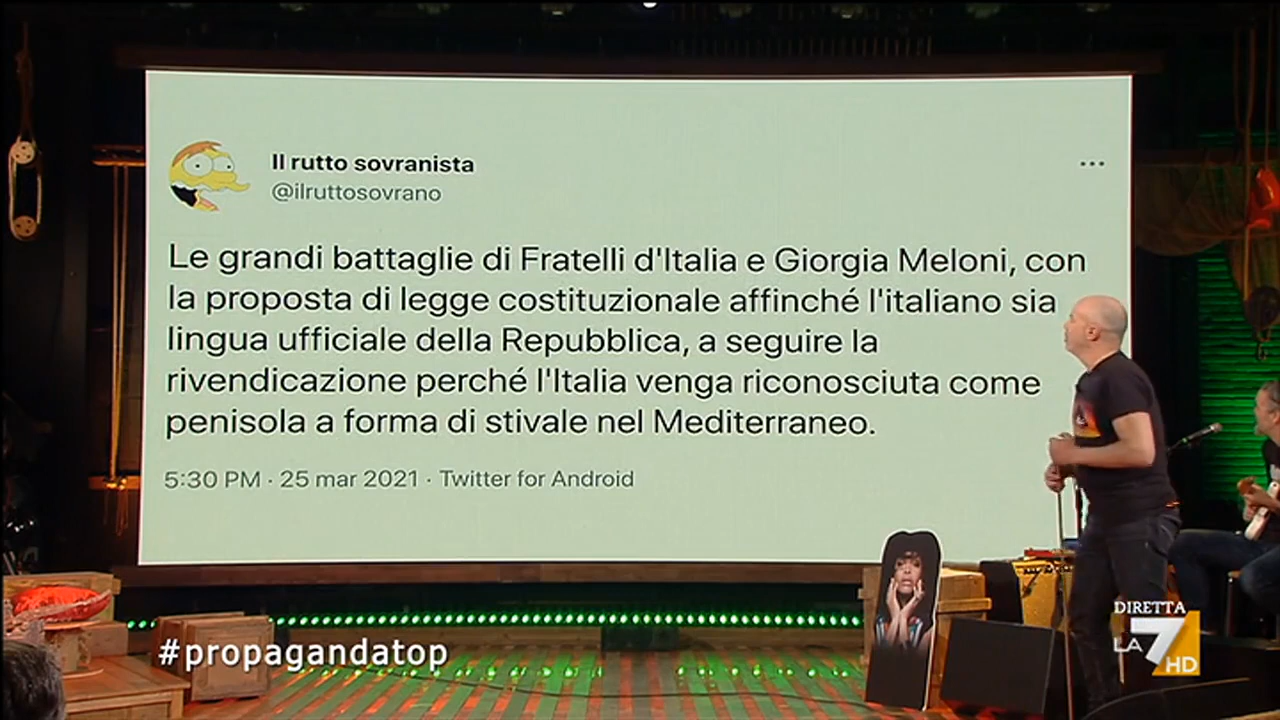 Il rutto sovranista
@ilruttosovrano
Le grandi battaglie di Fratelli d'Italia e Giorgia Meloni, con
la proposta di legge costituzionale affinché l'italiano sia
lingua ufficiale della Repubblica, a seguire la
rivendicazione perché l'Italia venga riconosciuta come
penisola a forma di stivale nel Mediterraneo.
5:30 PM · 25 mar 2021 · Twitter for Android
#propagandatop
DIRETTA
LA 7 HD